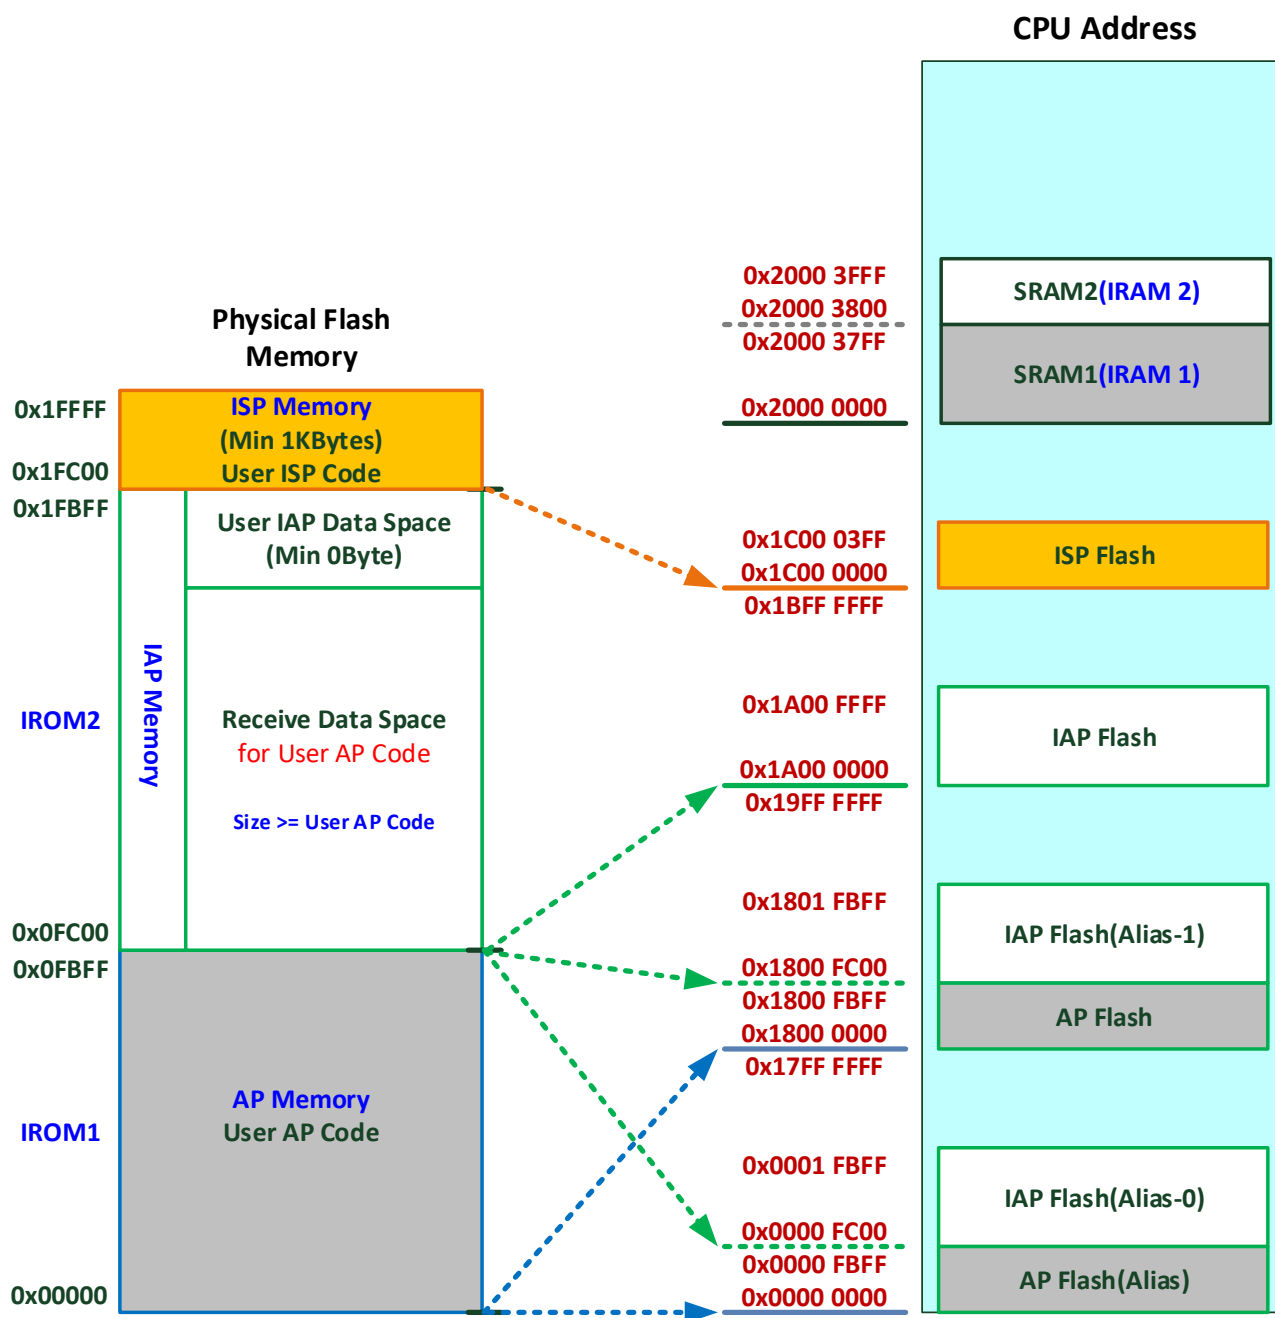 CPU Address
0x2000 3FFF
0x2000 3800
0x2000 37FF
0x2000 0000
SRAM2(IRAM 2)
SRAM1(IRAM 1)
Physical Flash
Memory
0x1FFFF
0x1FC00
0x1FBFF
ISP Memory
(Min 1KBytes)
User ISP Code
User IAP Data Space
(Min 0Byte)
IAP Memory
IROM2
Receive Data Space
for User AP Code
Size >= User AP Code
0x0FC00
0x0FBFF
AP Memory
User AP Code
IROM1
0x00000
0x1C00 03FF
0x1C00 0000
0x1BFF FFFF
ISP Flash
0x1A00 FFFF
0x1A00 0000
0x19FF FFFF
IAP Flash
0x1801 FBFF
0x1800 FC00
0x1800 FBFF
0x1800 0000
0x17FF FFFF
IAP Flash(Alias-1)
AP Flash
0x0001 FBFF
0x0000 FC00
0x0000 FBFF
0x0000 0000
IAP Flash(Alias-0)
AP Flash(Alias)